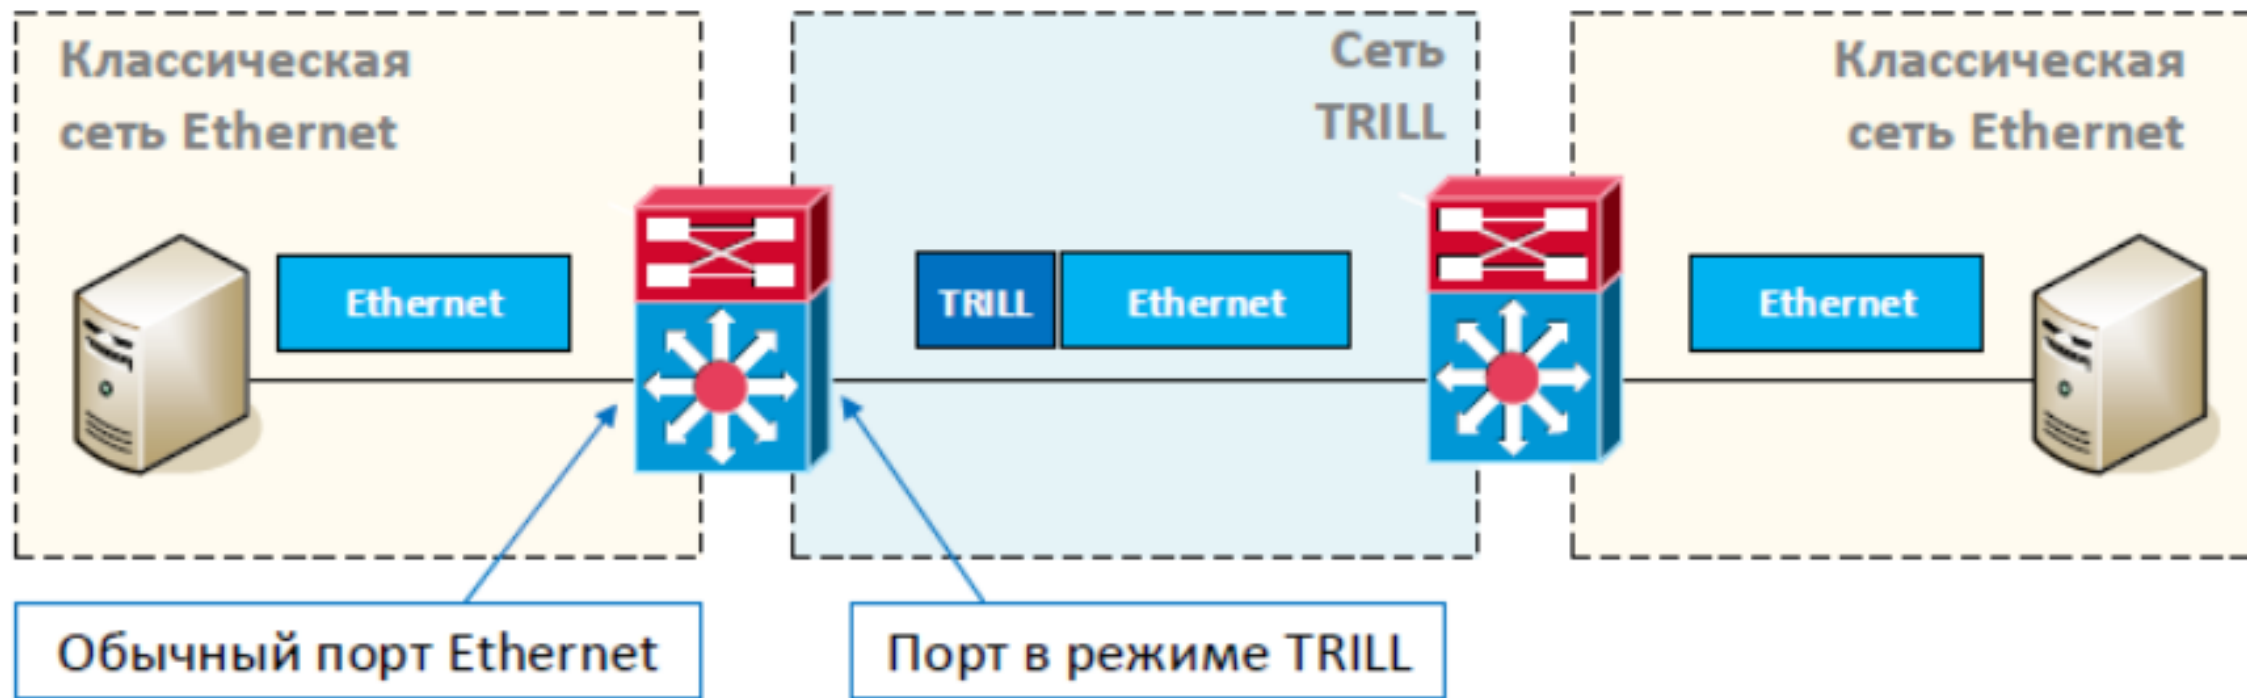 Классическая
сеть Ethernet
Сеть
TRILL
Классическая
сеть Ethernet
Ethernet
TRILL
Ethernet
Ethernet
Обычный порт Ethernet
Порт в режиме TRILL